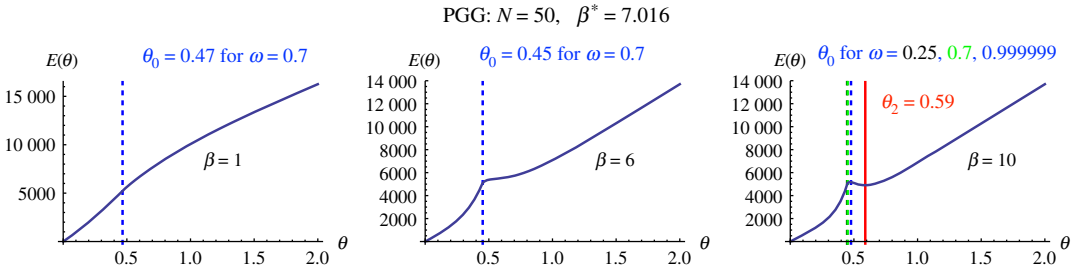 PGG: N = 50, β* = 7.016
E(θ)
θ₀ = 0.47 for ω = 0.7
15 000
10 000
5000
β = 1
0.5 1.0 1.5 2.0
θ
E(θ)
θ₀ = 0.45 for ω = 0.7
14 000
12 000
10 000
8000
6000
4000
2000
β = 6
0.5 1.0 1.5 2.0
θ
E(θ)
θ₀ for ω = 0.25, 0.7, 0.999999
14 000
12 000
10 000
8000
6000
4000
2000
θ₂ = 0.59
β = 10
0.5 1.0 1.5 2.0
θ